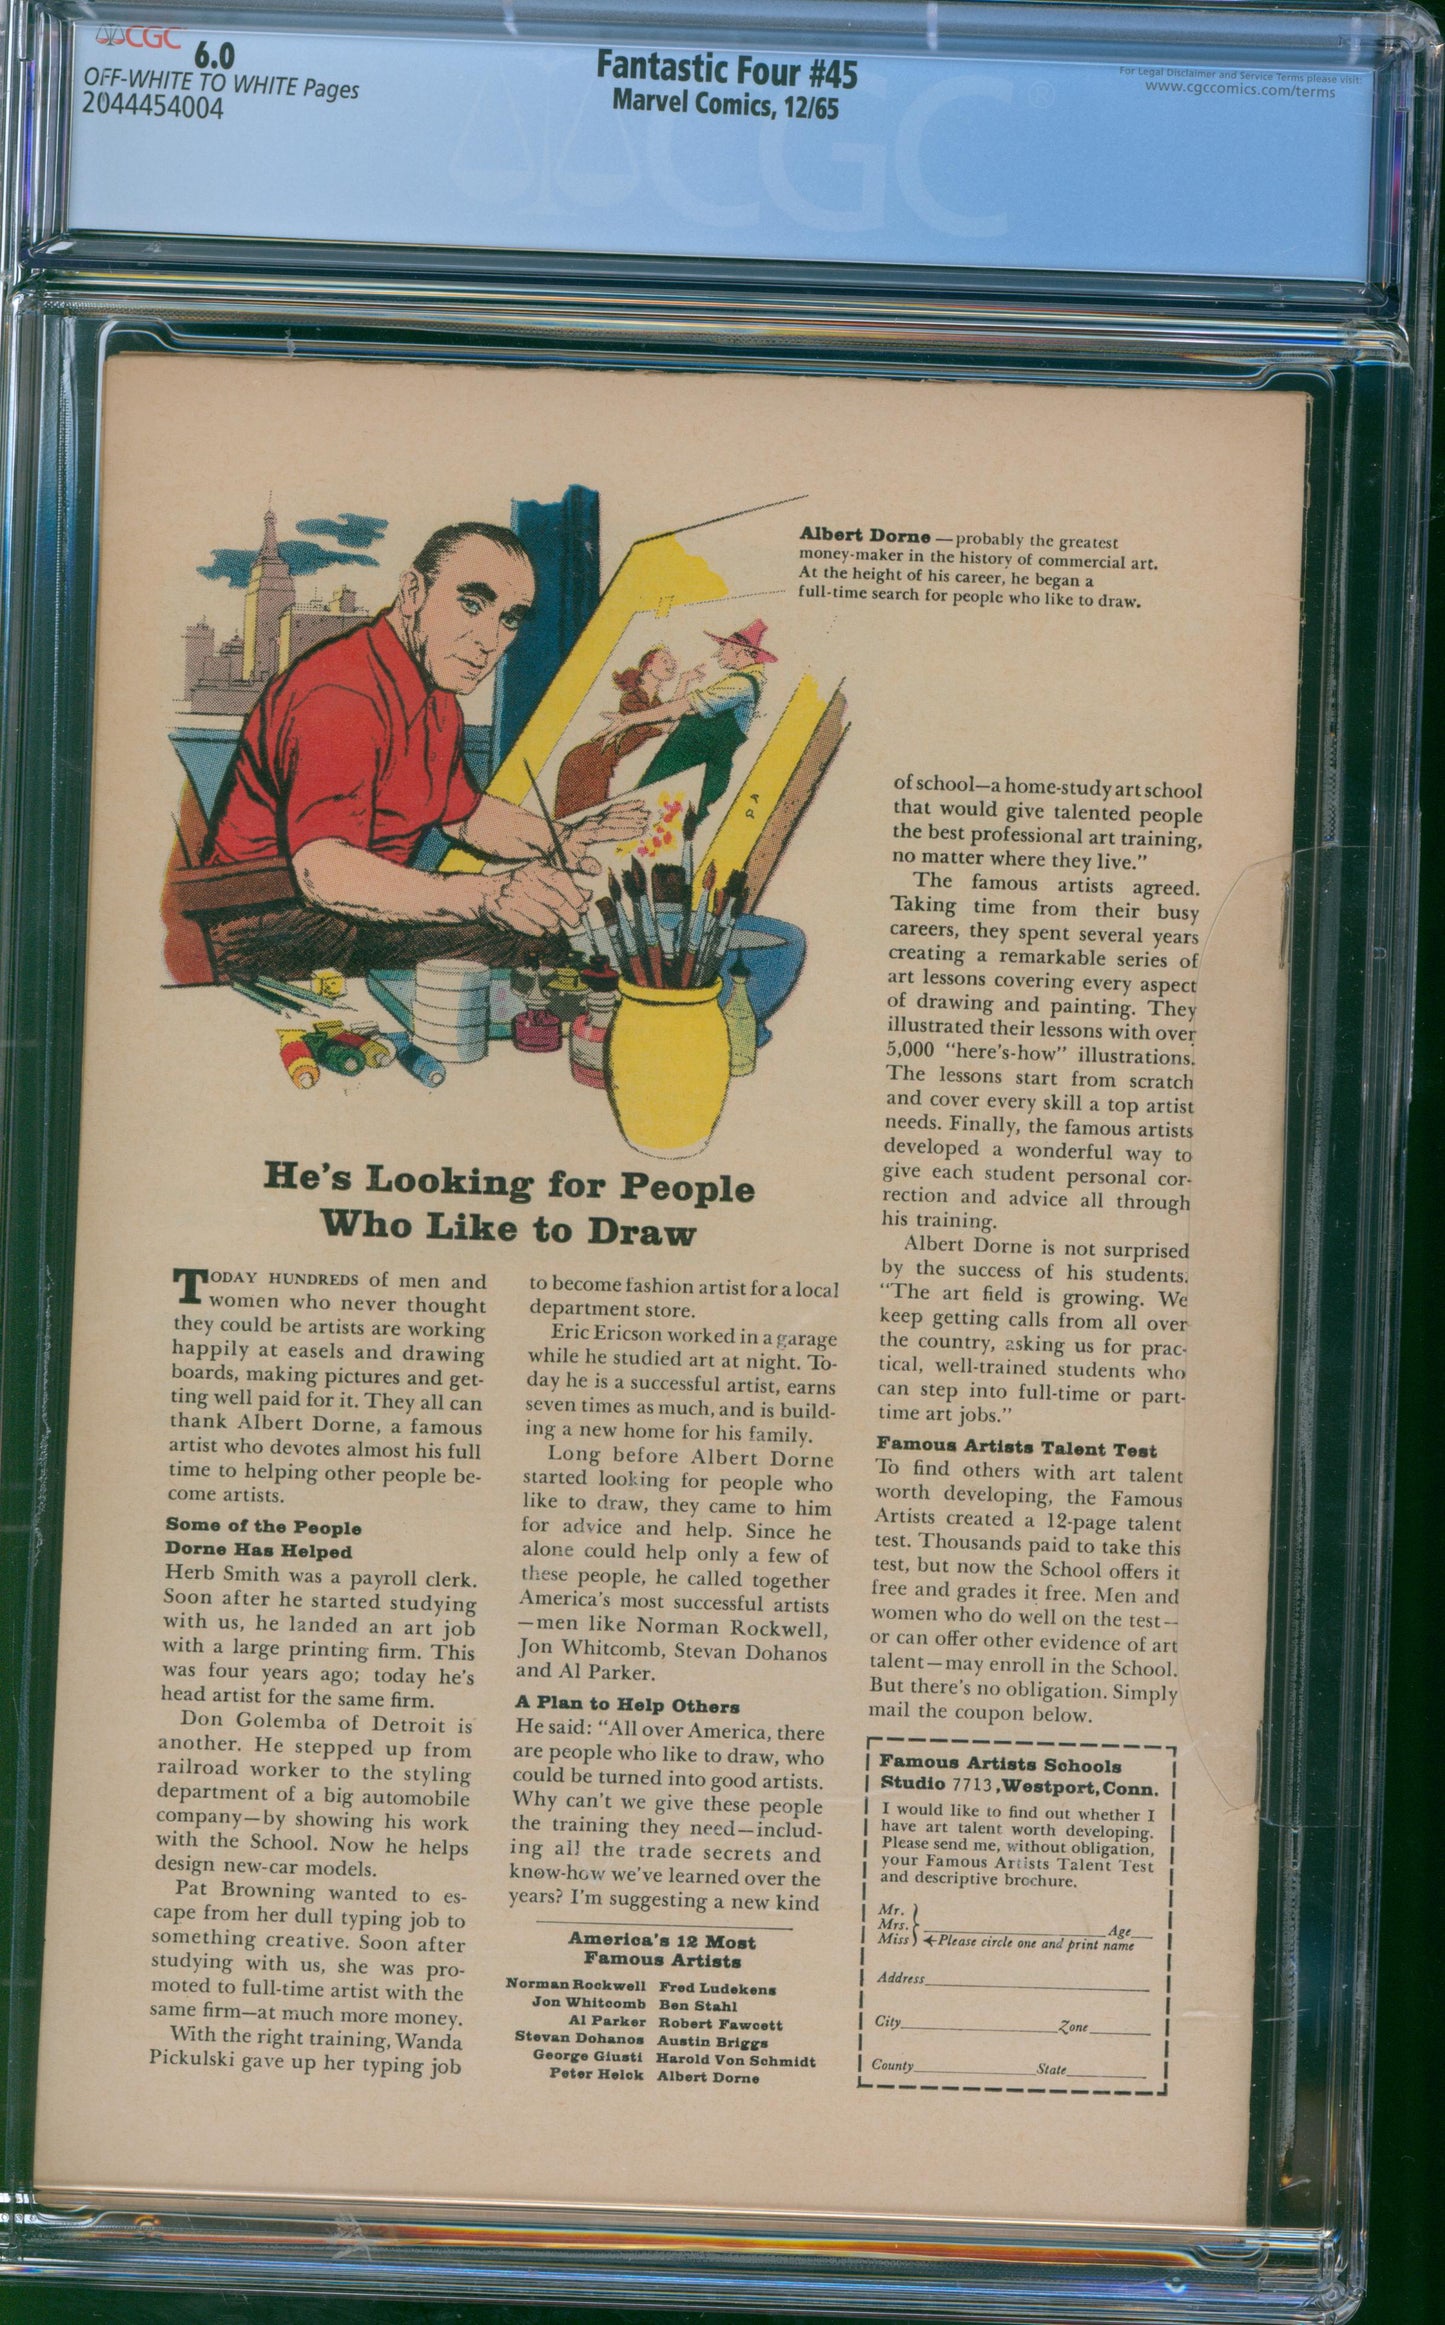 CGC 6.0
OFF-WHITE TO WHITE Pages
2044454004
Fantastic Four #45
Marvel Comics, 12/65
For Legal Disclaimer and Service Terms please visit:
www.cgccomics.com/terms
CGC®
Albert Dorne—probably the greatest
money-maker in the history of commercial art.
At the height of his career, he began a
full-time search for people who like to draw.
He's Looking for People
Who Like to Draw
TODAY HUNDREDS of men and
women who never thought
they could be artists are working
happily at easels and drawing
boards, making pictures and get-
ting well paid for it. They all can
thank Albert Dorne, a famous
artist who devotes almost his full
time to helping other people be-
come artists.
Some of the People
Dorne Has Helped
Herb Smith was a payroll clerk.
Soon after he started studying
with us, he landed an art job
with a large printing firm. This
was four years ago; today he's
head artist for the same firm.
Don Golemba of Detroit is
another. He stepped up from
railroad worker to the styling
department of a big automobile
company—by showing his work
with the School. Now he helps
design new-car models.
Pat Browning wanted to es-
cape from her dull typing job to
something creative. Soon after
studying with us, she was pro-
moted to full-time artist with the
same firm—at much more money.
With the right training, Wanda
Pickulski gave up her typing job
to become fashion artist for a local
department store.
Eric Ericson worked in a garage
while he studied art at night. To-
day he is a successful artist, earns
seven times as much, and is build-
ing a new home for his family.
Long before Albert Dorne
started looking for people who
like to draw, they came to him
for advice and help. Since he
alone could help only a few of
these people, he called together
America's most successful artists
—men like Norman Rockwell,
Jon Whitcomb, Stevan Dohanos
and Al Parker.
A Plan to Help Others
He said: “All over America, there
are people who like to draw, who
could be turned into good artists.
Why can't we give these people
the training they need—includ-
ing all the trade secrets and
know-how we've learned over the
years? I'm suggesting a new kind
America's 12 Most
Famous Artists
Norman Rockwell Fred Ludekens
Jon Whitcomb Ben Stahl
Al Parker Robert Fawcett
Stevan Dohanos Austin Briggs
George Giusti Harold Von Schmidt
Peter Helck Albert Dorne
of school—a home-study art school
that would give talented people
the best professional art training,
no matter where they live.”
The famous artists agreed.
Taking time from their busy
careers, they spent several years
creating a remarkable series of
art lessons covering every aspect
of drawing and painting. They
illustrated their lessons with over
5,000 “here's-how” illustrations.
The lessons start from scratch
and cover every skill a top artist
needs. Finally, the famous artists
developed a wonderful way to
give each student personal cor-
rection and advice all through
his training.
Albert Dorne is not surprised
by the success of his students.
“The art field is growing. We
keep getting calls from all over
the country, asking us for prac-
tical, well-trained students who
can step into full-time or part-
time art jobs.”
Famous Artists Talent Test
To find others with art talent
worth developing, the Famous
Artists created a 12-page talent
test. Thousands paid to take this
test, but now the School offers it
free and grades it free. Men and
women who do well on the test—
or can offer other evidence of art
talent—may enroll in the School.
But there's no obligation. Simply
mail the coupon below.
Famous Artists Schools
Studio 7713, Westport, Conn.
I would like to find out whether I
have art talent worth developing.
Please send me, without obligation,
your Famous Artists Talent Test
and descriptive brochure.
Mr.
Mrs. Age
Miss ←Please circle one and print name
Address
City Zone
County State